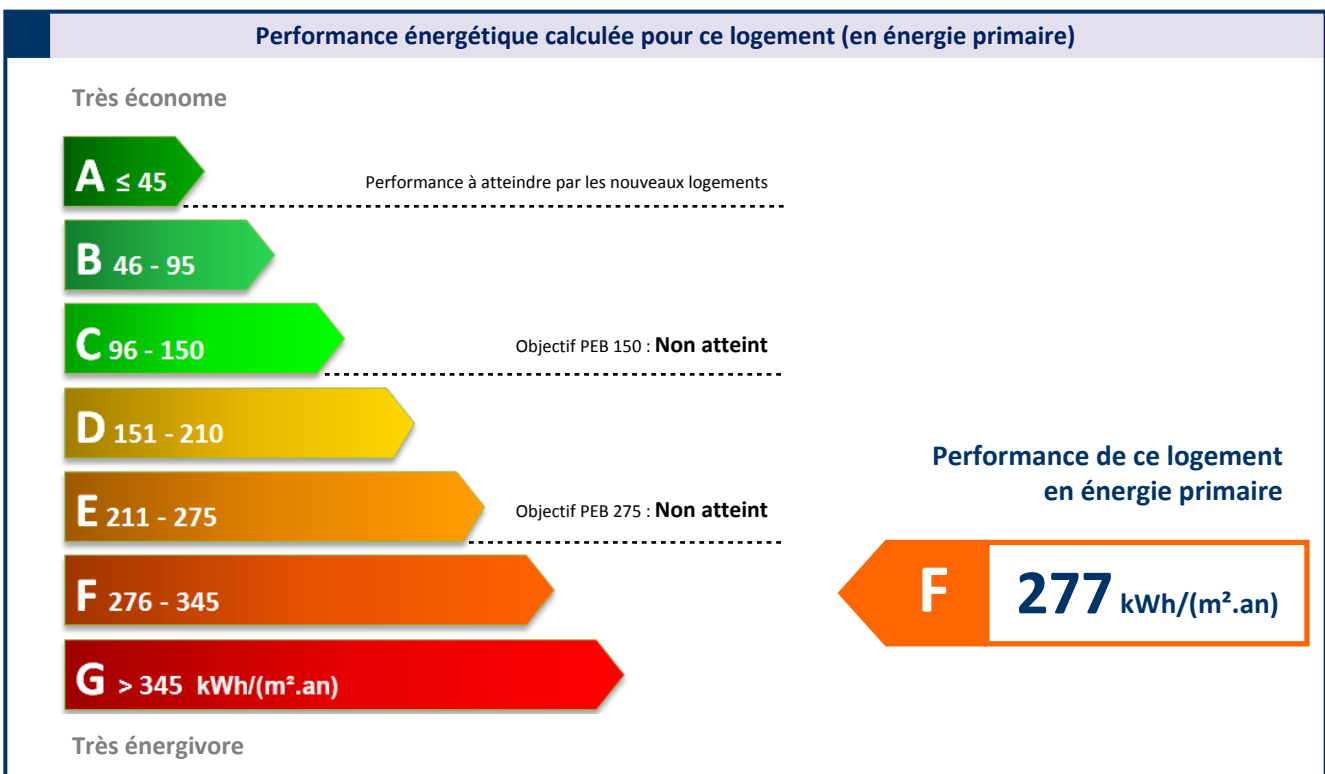 Performance énergétique calculée pour ce logement (en énergie primaire)
Très économe
A ≤ 45
Performance à atteindre par les nouveaux logements
B 46 - 95
C 96 - 150
Objectif PEB 150 : Non atteint
D 151 - 210
E 211 - 275
Objectif PEB 275 : Non atteint
F 276 - 345
G > 345 kWh/(m².an)
Très énergivore
Performance de ce logement
en énergie primaire
F 277 kWh/(m².an)